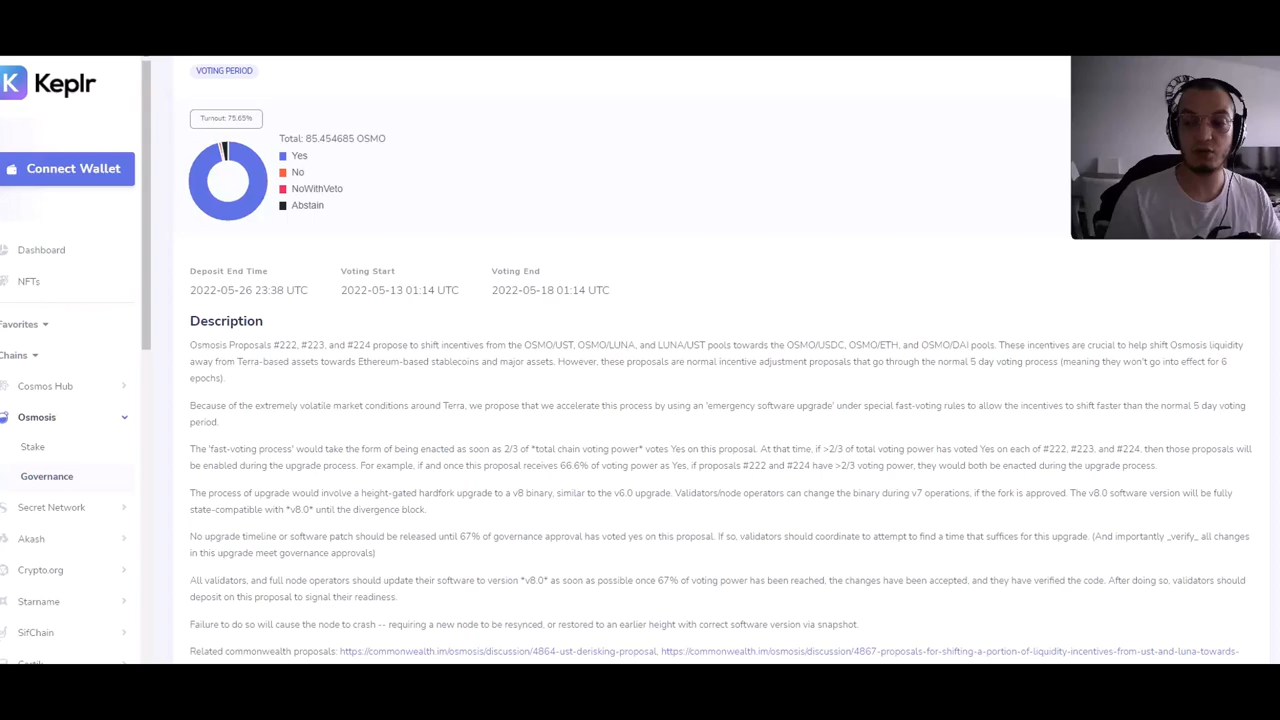 K Keplr
VOTING PERIOD
Turnout: 75.65%
Total: 85.454685 OSMO
Yes
No
NoWithVeto
Abstain
Connect Wallet
Dashboard
NFTs
Favorites
Chains
Cosmos Hub
Osmosis
Stake
Governance
Secret Network
Akash
Crypto.org
Starname
SifChain
Deposit End Time
2022-05-26 23:38 UTC
Voting Start
2022-05-13 01:14 UTC
Voting End
2022-05-18 01:14 UTC
Description
Osmosis Proposals #222, #223, and #224 propose to shift incentives from the OSMO/UST, OSMO/LUNA, and LUNA/UST pools towards the OSMO/USDC, OSMO/ETH, and OSMO/DAI pools. These incentives are crucial to help shift Osmosis liquidity
away from Terra-based assets towards Ethereum-based stablecoins and major assets. However, these proposals are normal incentive adjustment proposals that go through the normal 5 day voting process (meaning they won't go into effect for 6
epochs).
Because of the extremely volatile market conditions around Terra, we propose that we accelerate this process by using an 'emergency software upgrade' under special fast-voting rules to allow the incentives to shift faster than the normal 5 day voting
period.
The 'fast-voting process' would take the form of being enacted as soon as 2/3 of *total chain voting power* votes Yes on this proposal. At that time, if >2/3 of total voting power has voted Yes on each of #222, #223, and #224, then those proposals will
be enabled during the upgrade process. For example, if and once this proposal receives 66.6% of voting power as Yes, if proposals #222 and #224 have >2/3 voting power, they would both be enacted during the upgrade process.
The process of upgrade would involve a height-gated hardfork upgrade to a v8 binary, similar to the v6.0 upgrade. Validators/node operators can change the binary during v7 operations, if the fork is approved. The v8.0 software version will be fully
state-compatible with *v8.0* until the divergence block.
No upgrade timeline or software patch should be released until 67% of governance approval has voted yes on this proposal. If so, validators should coordinate to attempt to find a time that suffices for this upgrade. (And importantly _verify_ all changes
in this upgrade meet governance approvals)
All validators, and full node operators should update their software to version *v8.0* as soon as possible once 67% of voting power has been reached, the changes have been accepted, and they have verified the code. After doing so, validators should
deposit on this proposal to signal their readiness.
Failure to do so will cause the node to crash -- requiring a new node to be resynced, or restored to an earlier height with correct software version via snapshot.
Related commonwealth proposals: https://commonwealth.im/osmosis/discussion/4864-ust-derisking-proposal, https://commonwealth.im/osmosis/discussion/4867-proposals-for-shifting-a-portion-of-liquidity-incentives-from-ust-and-luna-towards-